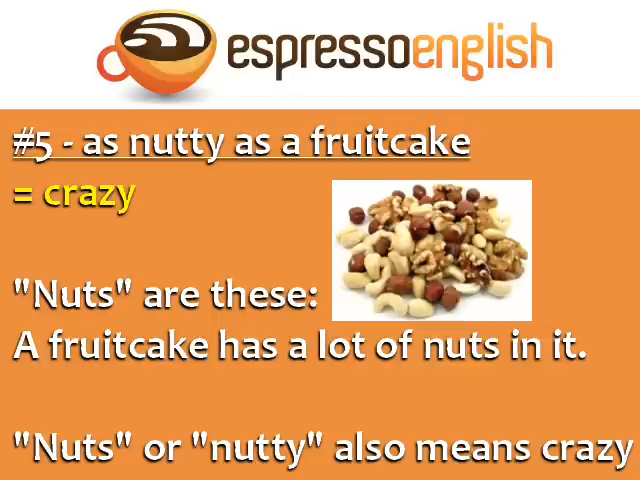 espressoenglish
#5 - as nutty as a fruitcake
= crazy
"Nuts" are these:
A fruitcake has a lot of nuts in it.
"Nuts" or "nutty" also means crazy